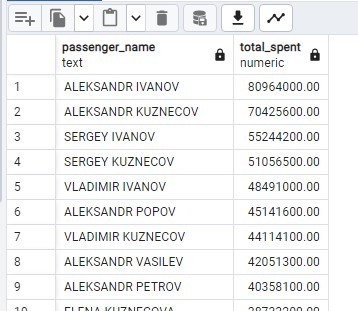 passenger_name total_spent
text numeric
1 ALEKSANDR IVANOV 80964000.00
2 ALEKSANDR KUZNECOV 70425600.00
3 SERGEY IVANOV 55244200.00
4 SERGEY KUZNECOV 51056500.00
5 VLADIMIR IVANOV 48491000.00
6 ALEKSANDR POPOV 45141600.00
7 VLADIMIR KUZNECOV 44114100.00
8 ALEKSANDR VASILEV 42051300.00
9 ALEKSANDR PETROV 40358100.00
10 ELENA KUZNECOVA